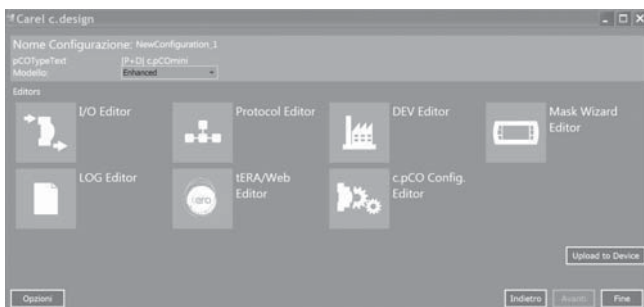 Carel c.design
Nome Configurazione: NewConfiguration_1
pCOTypeText |P+D| c.pCOmini
Modello: Enhanced
Editors
I/O Editor
Protocol Editor
DEV Editor
Mask Wizard
Editor
LOG Editor
tERA/Web
Editor
c.pCO Config.
Editor
Upload to Device
Opzioni
Indietro
Avanti
Fine